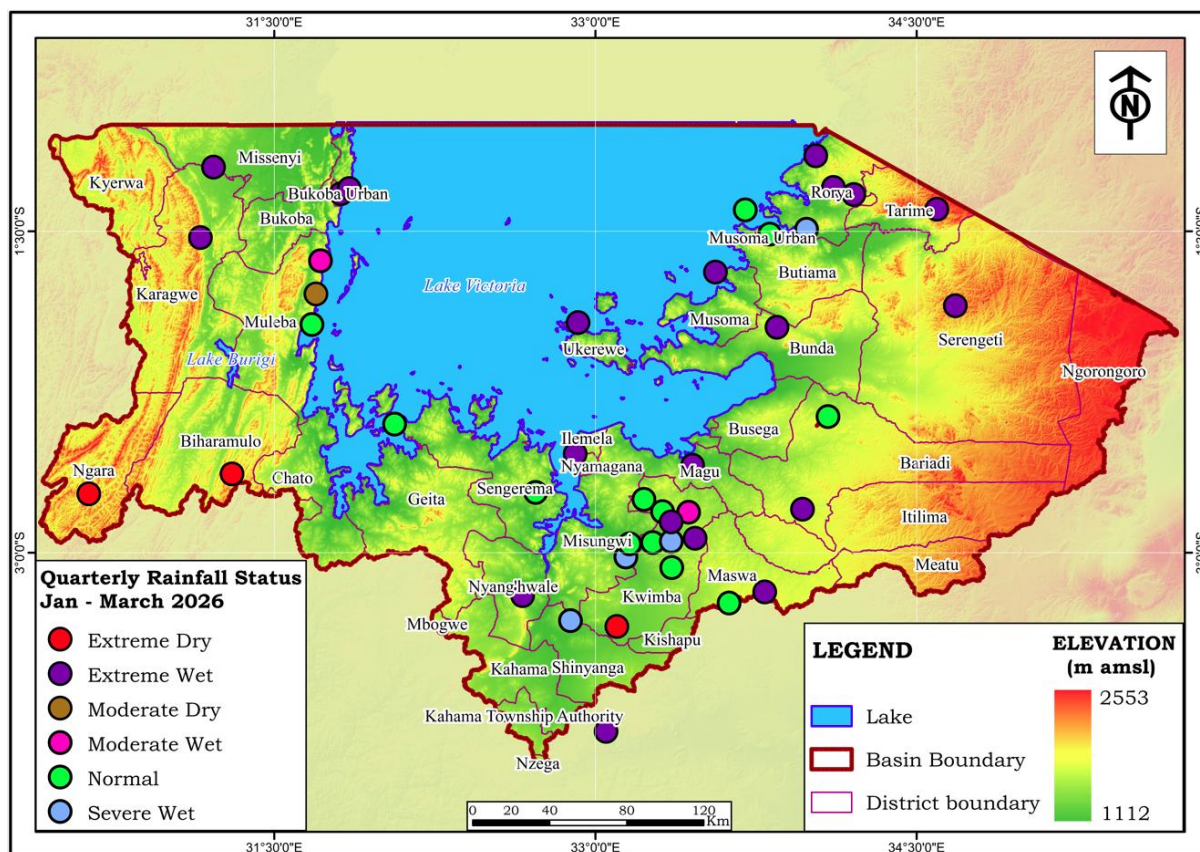 31°30'0"E
33°0'0"E
34°30'0"E
N
Missenyi
Kyerwa
Bukoba Urban
Bukoba
Rorya
Tarime
1°30'0"S
Musoma Urban
Butiama
Karagwe
Lake Victoria
Muleba
Musoma
Ukerewe
Bunda
Serengeti
Lake Burigi
Ngorongoro
Busega
Biharamulo
Ilemela
Nyamagana
Magu
Bariadi
Ngara
Chato
Geita
Sengerema
Itilima
3°0'0"S
Misungwi
Meatu
Maswa
Nyang'hwale
Kwimba
Mbogwe
Kishapu
Kahama
Shinyanga
Kahama Township Authority
Nzega
Quarterly Rainfall Status
Jan - March 2026
Extreme Dry
Extreme Wet
Moderate Dry
Moderate Wet
Normal
Severe Wet
0 20 40 80 120
Km
LEGEND
Lake
Basin Boundary
District boundary
ELEVATION
(m amsl)
2553
1112
31°30'0"E
33°0'0"E
34°30'0"E